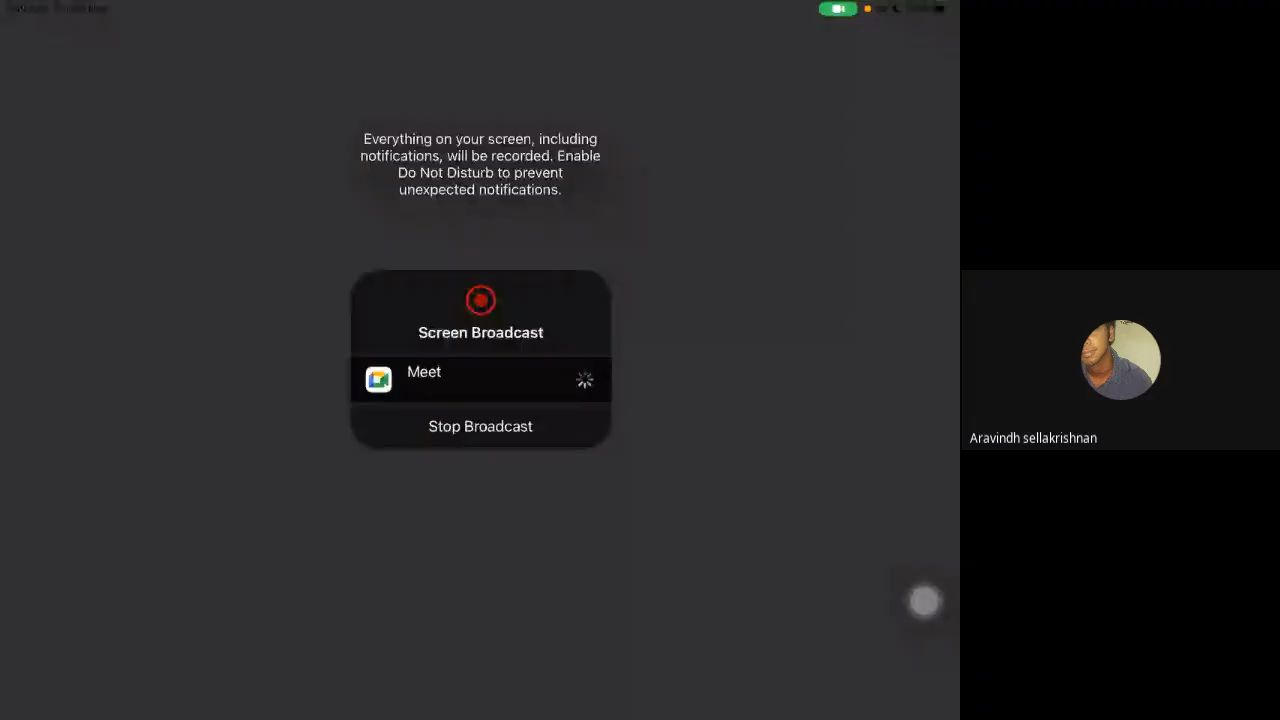 Everything on your screen, including
notifications, will be recorded. Enable
Do Not Disturb to prevent
unexpected notifications.
Screen Broadcast
Meet
Stop Broadcast
Aravindh sellakrishnan